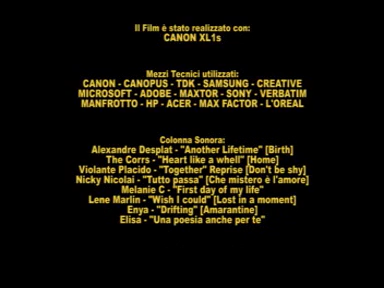 Il Film è stato realizzato con:
CANON XL1s
Mezzi Tecnici utilizzati:
CANON - CANOPUS - TDK - SAMSUNG - CREATIVE
MICROSOFT - ADOBE - MAXTOR - SONY - VERBATIM
MANFROTTO - HP - ACER - MAX FACTOR - L'OREAL
Colonna Sonora:
Alexandre Desplat - "Another Lifetime" [Birth]
The Corrs - "Heart like a whell" [Home]
Violante Placido - "Together" Reprise [Don't be shy]
Nicky Nicolai - "Tutto passa" [Che mistero è l'amore]
Melanie C - "First day of my life"
Lene Marlin - "Wish I could" [Lost in a moment]
Enya - "Drifting" [Amarantine]
Elisa - "Una poesia anche per te"